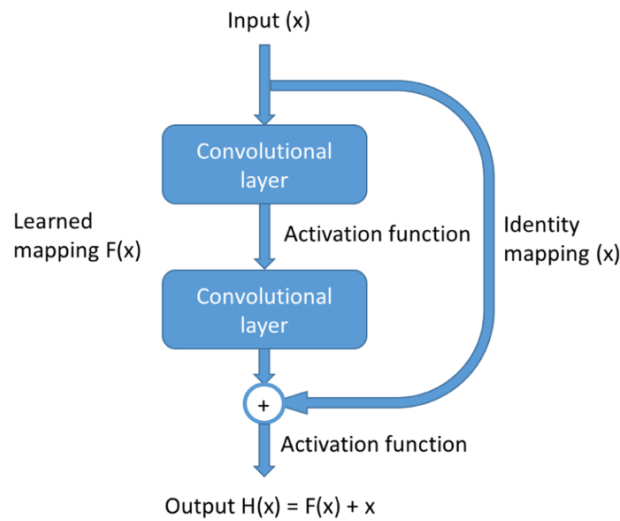 Input (x)
Convolutional
layer
Learned
mapping F(x)
Activation function
Identity
mapping (x)
Convolutional
layer
+
Activation function
Output H(x) = F(x) + x